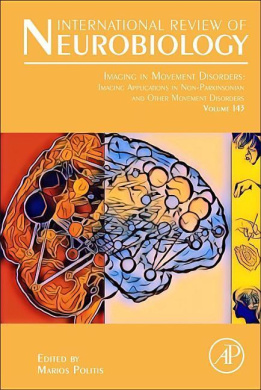 INTERNATIONAL REVIEW OF
NEUROBIOLOGY
IMAGING IN MOVEMENT DISORDERS:
IMAGING APPLICATIONS IN NON-PARKINSONIAN
AND OTHER MOVEMENT DISORDERS
VOLUME 143
EDITED BY
MARIOS POLITIS
AP